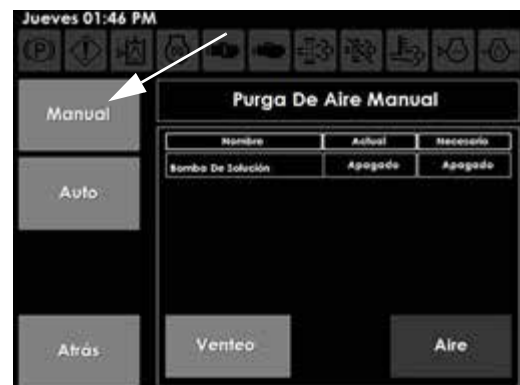 Jueves 01:46 PM
Manual
Purga De Aire Manual
Nombre Actual Necesario
Bomba De Solución Apagado Apagado
Auto
Atrás
Venteo
Aire